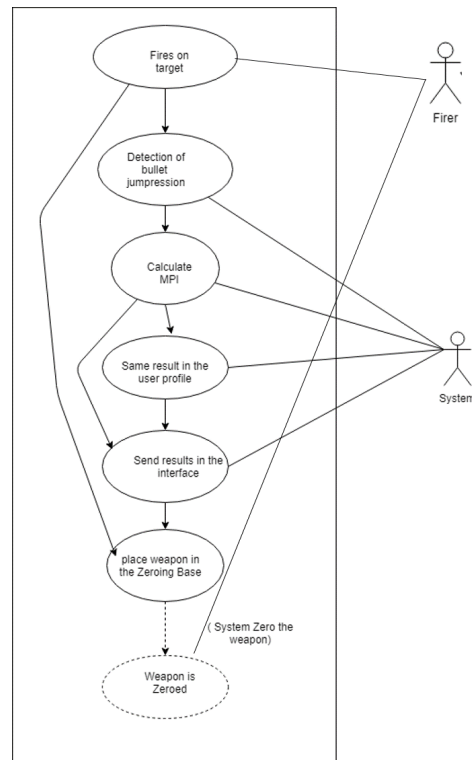 Fires on
target
Firer
Detection of
bullet
jumpression
Calculate
MPI
Same result in the
user profile
System
Send results in the
interface
place weapon in
the Zeroing Base
( System Zero the
weapon)
Weapon is
Zeroed